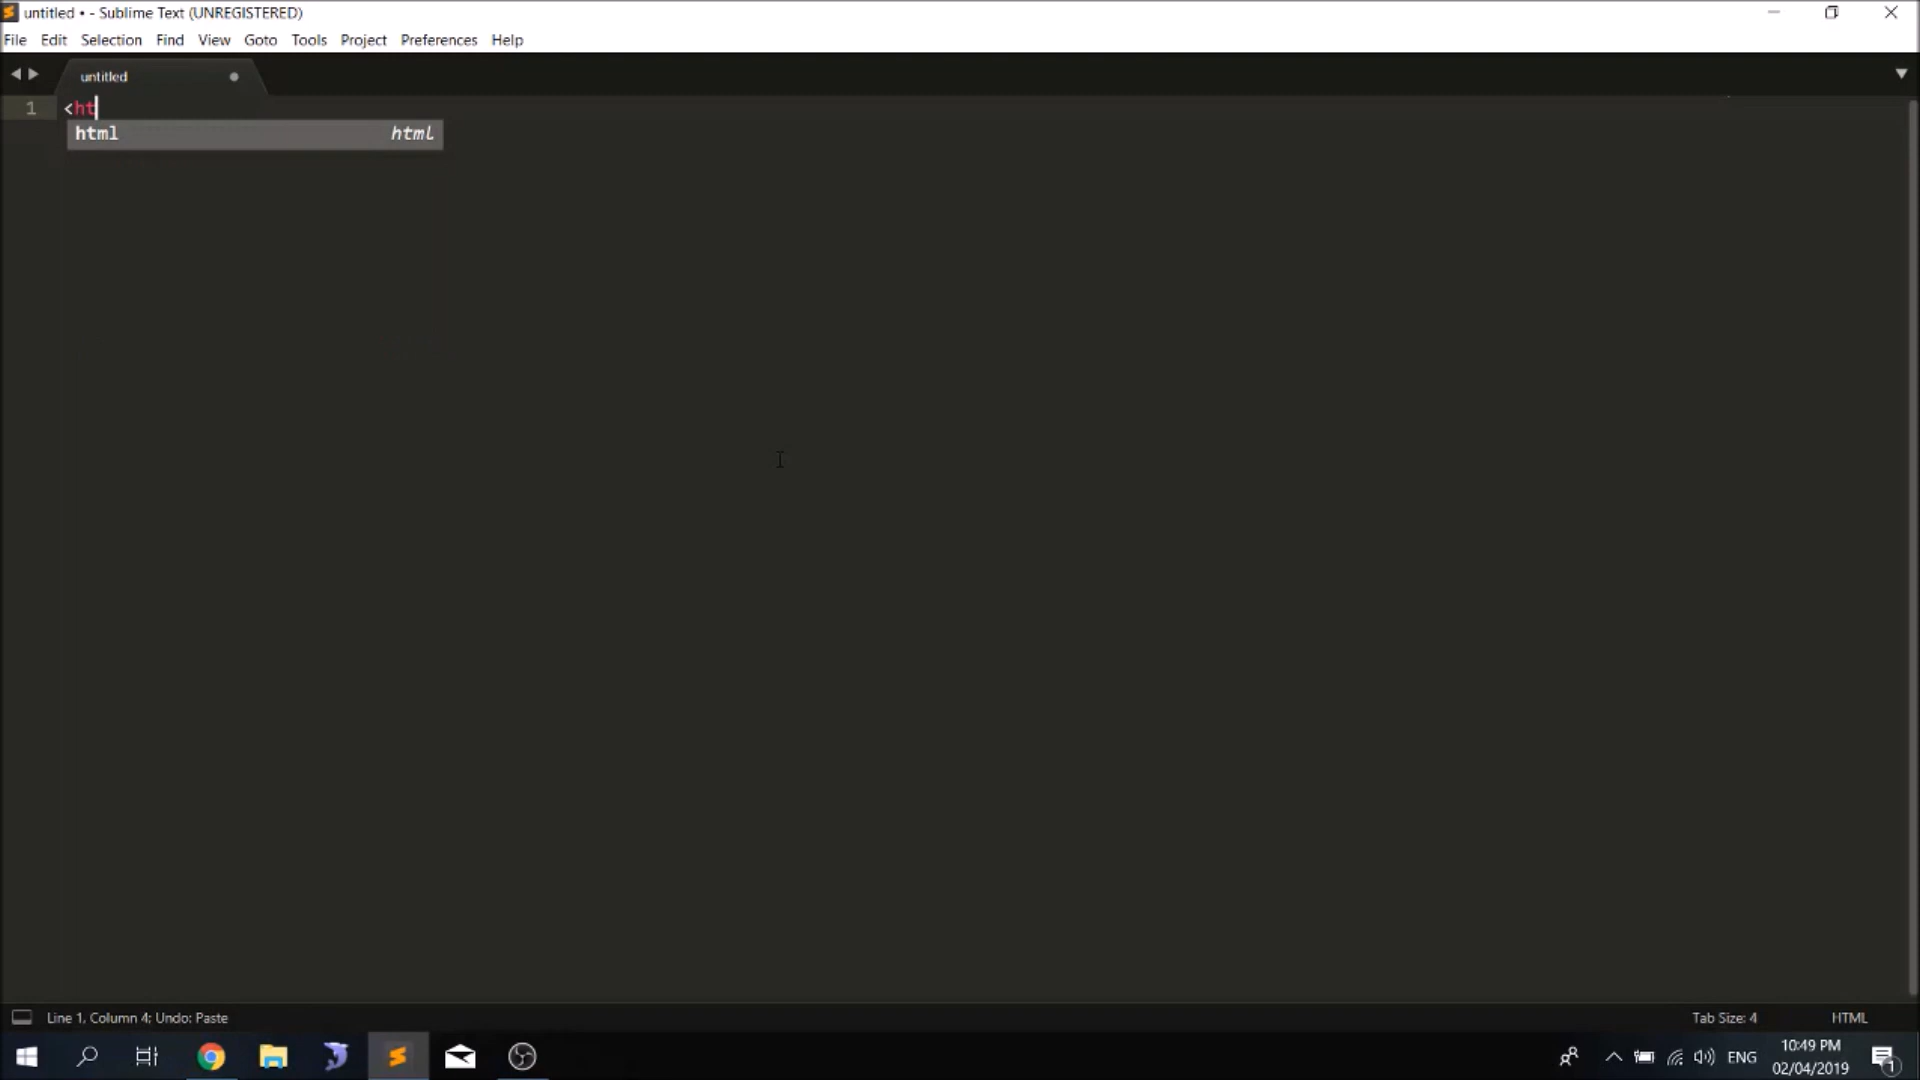 untitled • - Sublime Text (UNREGISTERED)
File Edit Selection Find View Goto Tools Project Preferences Help
untitled
1 <ht
html html
Line 1, Column 4; Undo: Paste Tab Size: 4 HTML
ENG 10:49 PM
02/04/2019
1